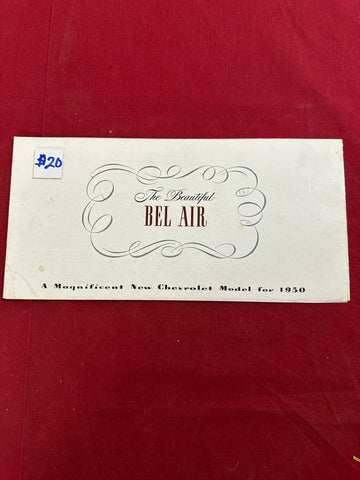 #20
The Beautiful
BEL AIR
A Magnificent New Chevrolet Model for 1950